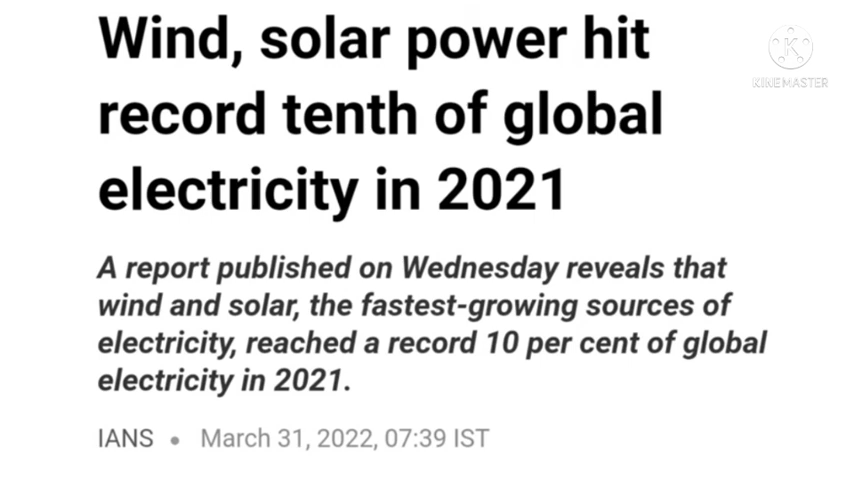 Wind, solar power hit
record tenth of global
electricity in 2021
A report published on Wednesday reveals that
wind and solar, the fastest-growing sources of
electricity, reached a record 10 per cent of global
electricity in 2021.
IANS • March 31, 2022, 07:39 IST
K
KINEMASTER